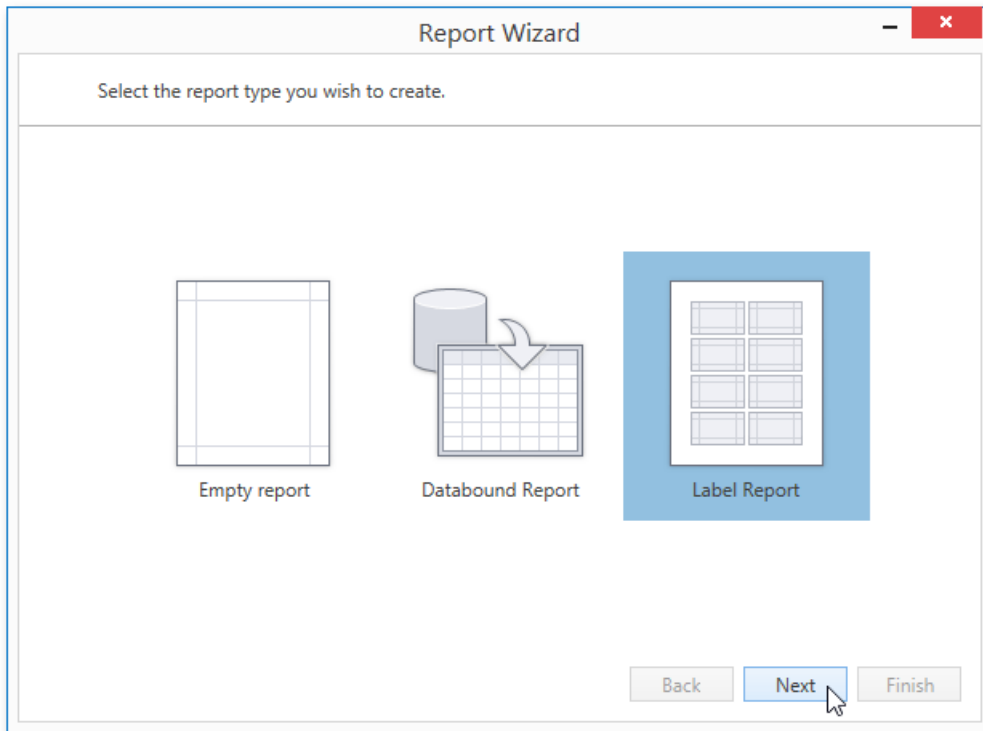 Report Wizard
Select the report type you wish to create.
Empty report
Databound Report
Label Report
Back
Next
Finish